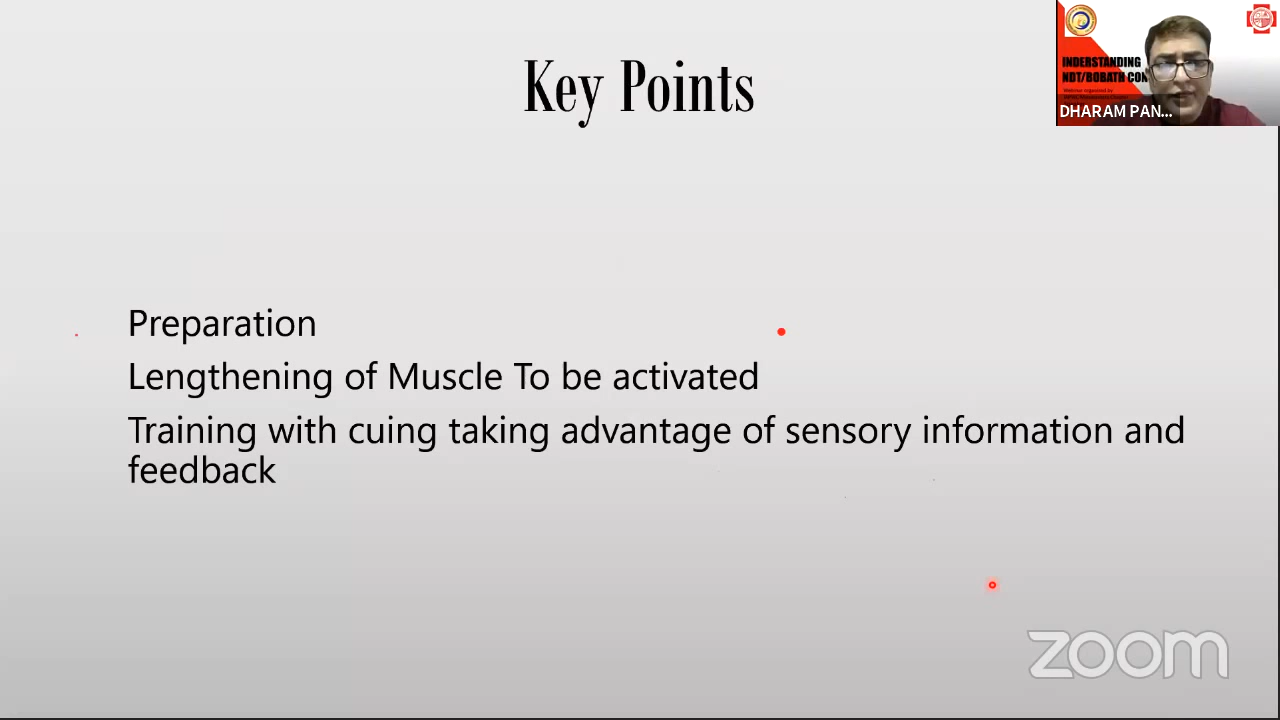 Key Points
INDERSTANDING
NDT/BOBATH CON
DHARAM PAN...
Preparation
Lengthening of Muscle To be activated
Training with cuing taking advantage of sensory information and
feedback
zoom